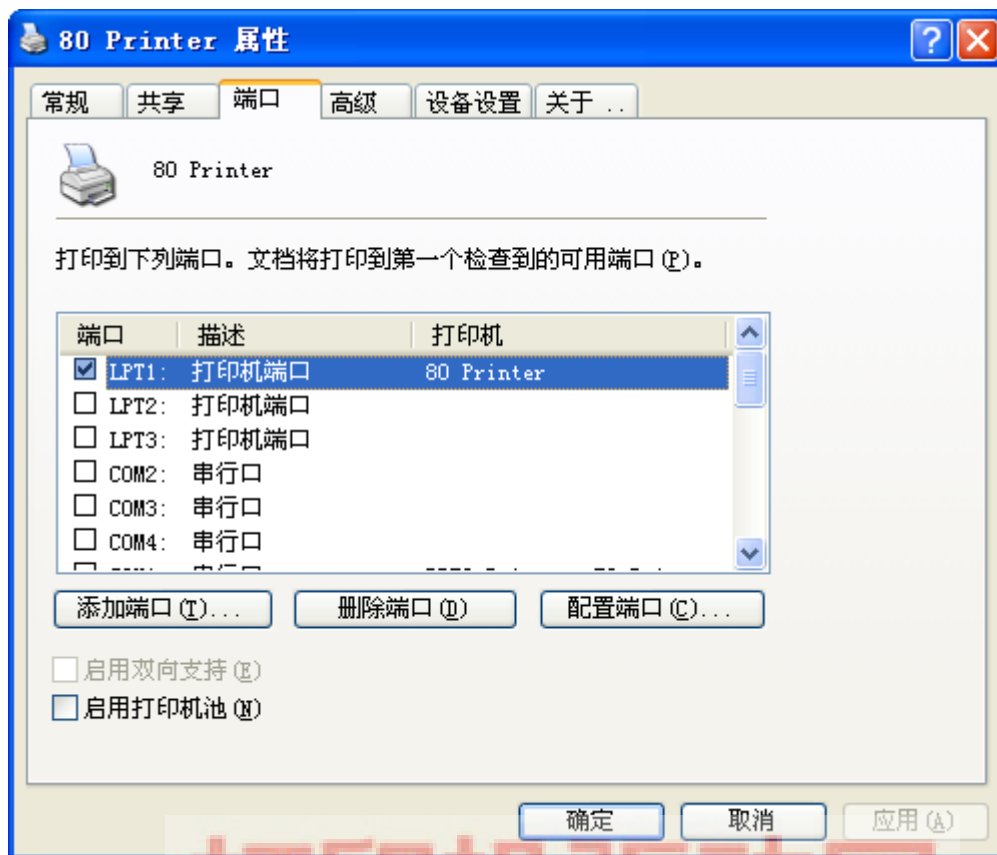 80 Printer 属性
常规 共享 端口 高级 设备设置 关于 ..
80 Printer
打印到下列端口。文档将打印到第一个检查到的可用端口(P)。
端口 描述 打印机
LPT1: 打印机端口 80 Printer
LPT2: 打印机端口
LPT3: 打印机端口
COM2: 串行口
COM3: 串行口
COM4: 串行口
添加端口(T)... 删除端口(D) 配置端口(C)...
启用双向支持(E)
启用打印机池(N)
确定 取消 应用(A)